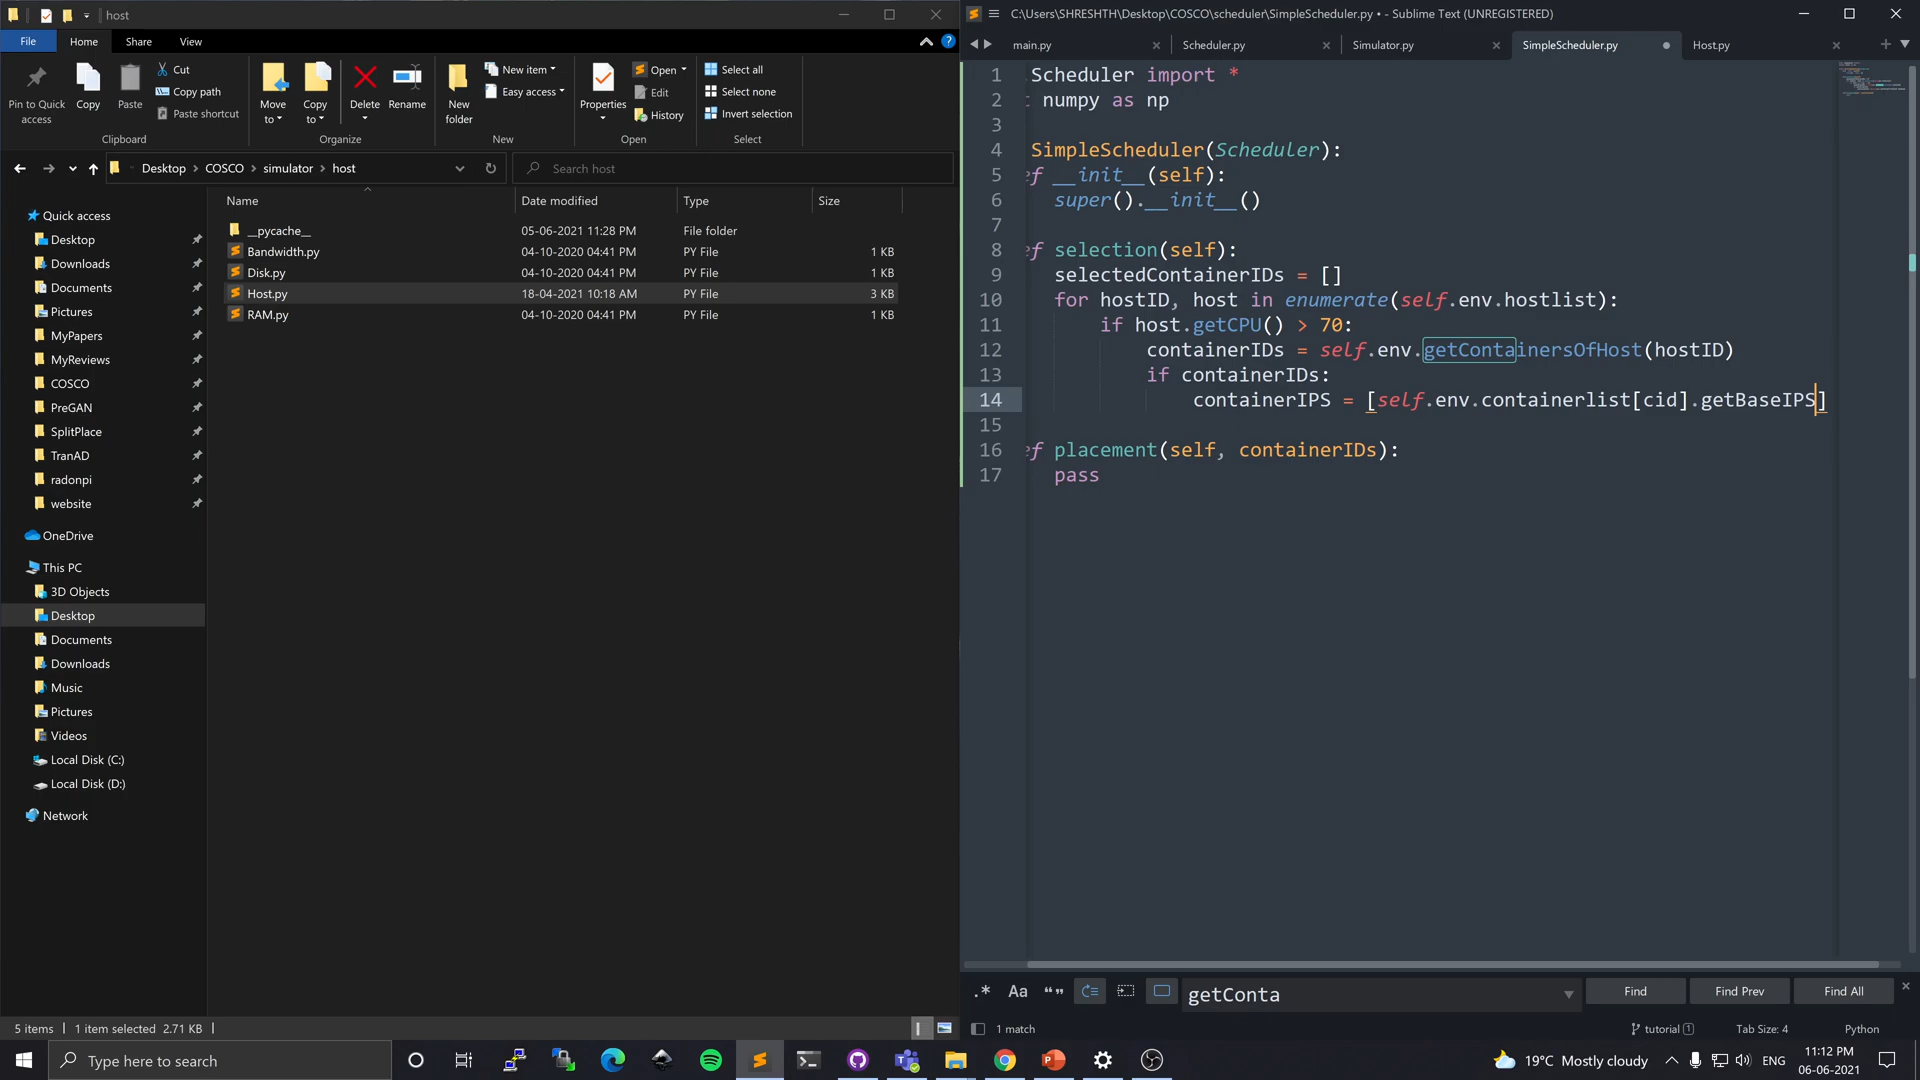 host
File
Home
Share
View
Pin to Quick access
Copy
Paste
Cut
Copy path
Paste shortcut
Clipboard
Move to
Copy to
Delete
Rename
Organize
New folder
New item
Easy access
New
Properties
Open
Edit
History
Open
Select all
Select none
Invert selection
Select
Desktop > COSCO > simulator > host
Search host
Name Date modified Type Size
__pycache__ 05-06-2021 11:28 PM File folder
Bandwidth.py 04-10-2020 04:41 PM PY File 1 KB
Disk.py 04-10-2020 04:41 PM PY File 1 KB
Host.py 18-04-2021 10:18 AM PY File 3 KB
RAM.py 04-10-2020 04:41 PM PY File 1 KB
Quick access
Desktop
Downloads
Documents
Pictures
MyPapers
MyReviews
COSCO
PreGAN
SplitPlace
TranAD
radonpi
website
OneDrive
This PC
3D Objects
Desktop
Documents
Downloads
Music
Pictures
Videos
Local Disk (C:)
Local Disk (D:)
Network
5 items 1 item selected 2.71 KB
C:\Users\SHRESHTH\Desktop\COSCO\scheduler\SimpleScheduler.py • - Sublime Text (UNREGISTERED)
main.py
Scheduler.py
Simulator.py
SimpleScheduler.py
Host.py
1 .Scheduler import *
2 t numpy as np
3
4 SimpleScheduler(Scheduler):
5 ef __init__(self):
6 super().__init__()
7
8 ef selection(self):
9 selectedContainerIDs = []
10 for hostID, host in enumerate(self.env.hostlist):
11 if host.getCPU() > 70:
12 containerIDs = self.env.getContainersOfHost(hostID)
13 if containerIDs:
14 containerIPS = [self.env.containerlist[cid].getBaseIPS]
15
16 ef placement(self, containerIDs):
17 pass
.* Aa “” getConta
Find
Find Prev
Find All
1 match
tutorial 1
Tab Size: 4
Python
Type here to search
19°C Mostly cloudy
ENG
11:12 PM
06-06-2021